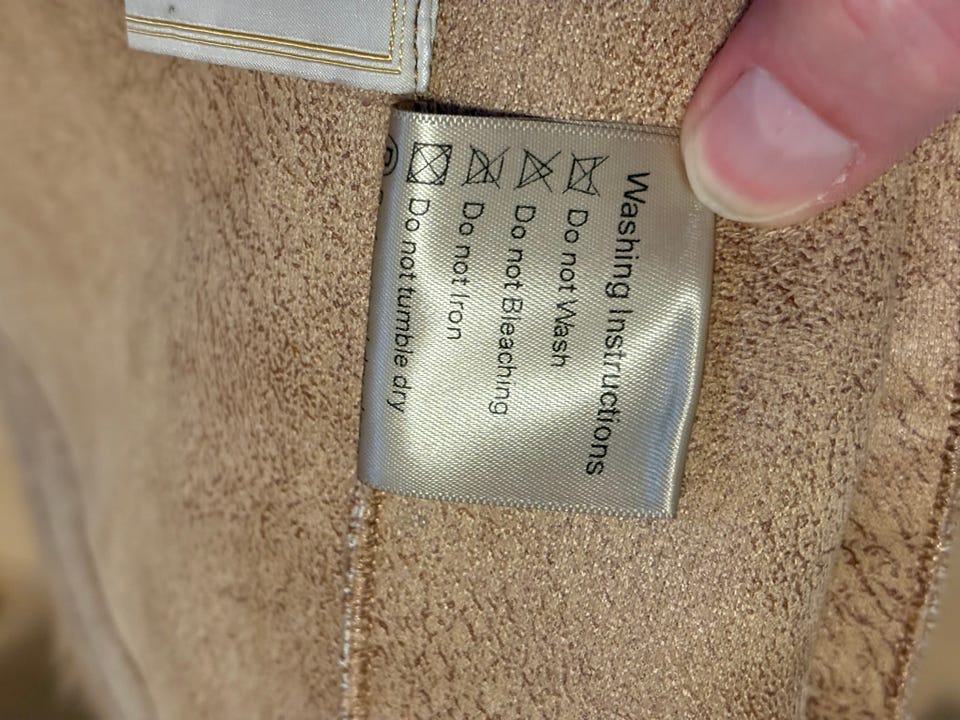 Washing Instructions
Do not Wash
Do not Bleaching
Do not Iron
Do not tumble dry